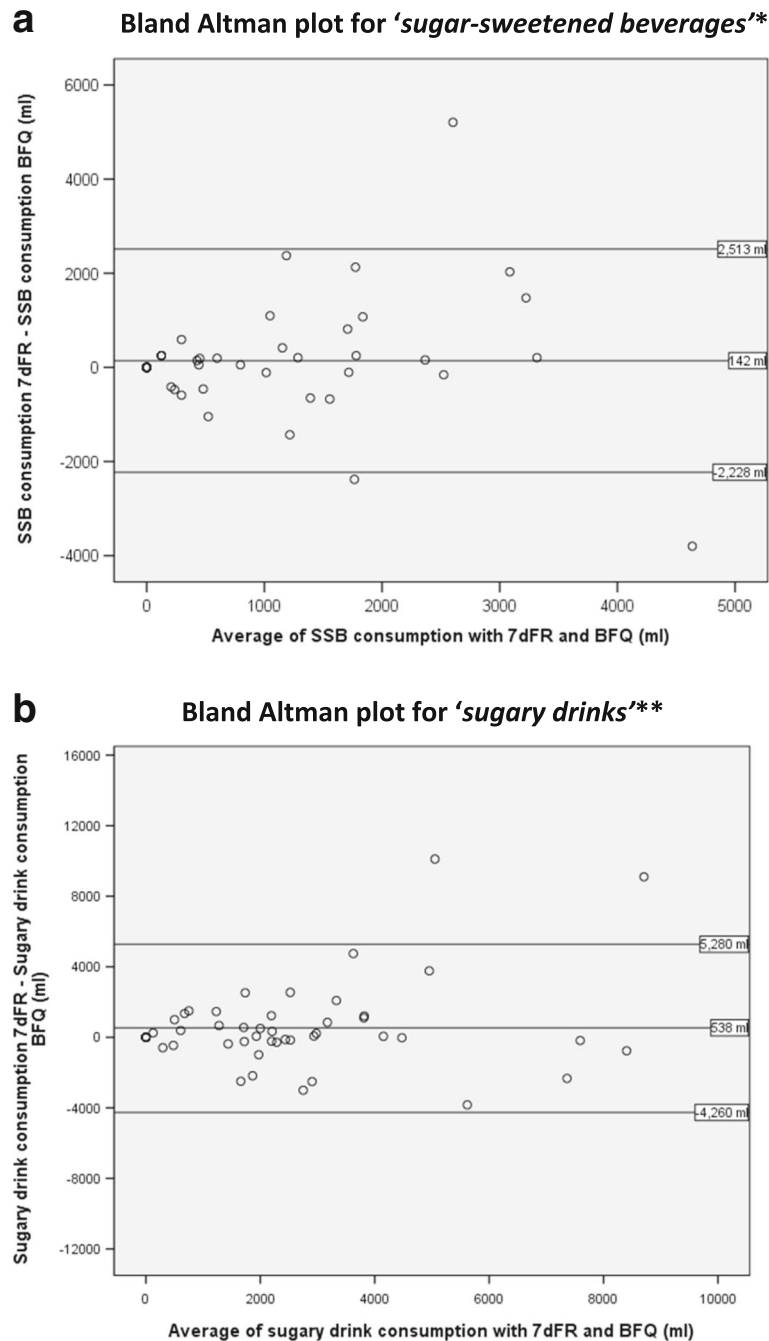 a
Bland Altman plot for ‘sugar-sweetened beverages’*
SSB consumption 7dFR - SSB consumption BFQ (ml)
6000
4000
2000
0
-2000
-4000
2,513 ml
142 ml
-2,228 ml
0 1000 2000 3000 4000 5000
Average of SSB consumption with 7dFR and BFQ (ml)
b
Bland Altman plot for ‘sugary drinks’**
Sugary drink consumption 7dFR - Sugary drink consumption
BFQ (ml)
16000
12000
8000
4000
0
-4000
-8000
-12000
5,280 ml
538 ml
-4,260 ml
0 2000 4000 6000 8000 10000
Average of sugary drink consumption with 7dFR and BFQ (ml)